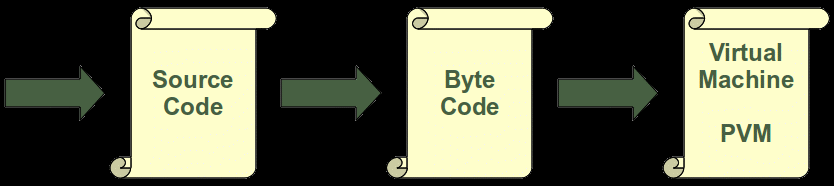 Source
Code
Byte
Code
Virtual
Machine
PVM